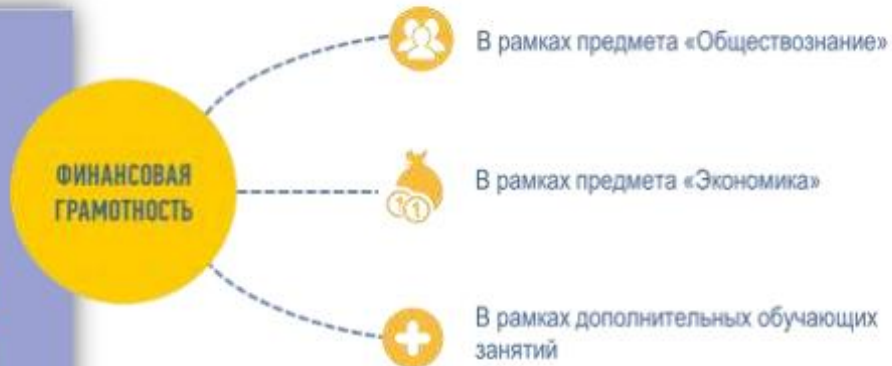 В рамках предмета «Обществознание»
ФИНАНСОВАЯ
ГРАМОТНОСТЬ
В рамках предмета «Экономика»
В рамках дополнительных обучающих
занятий